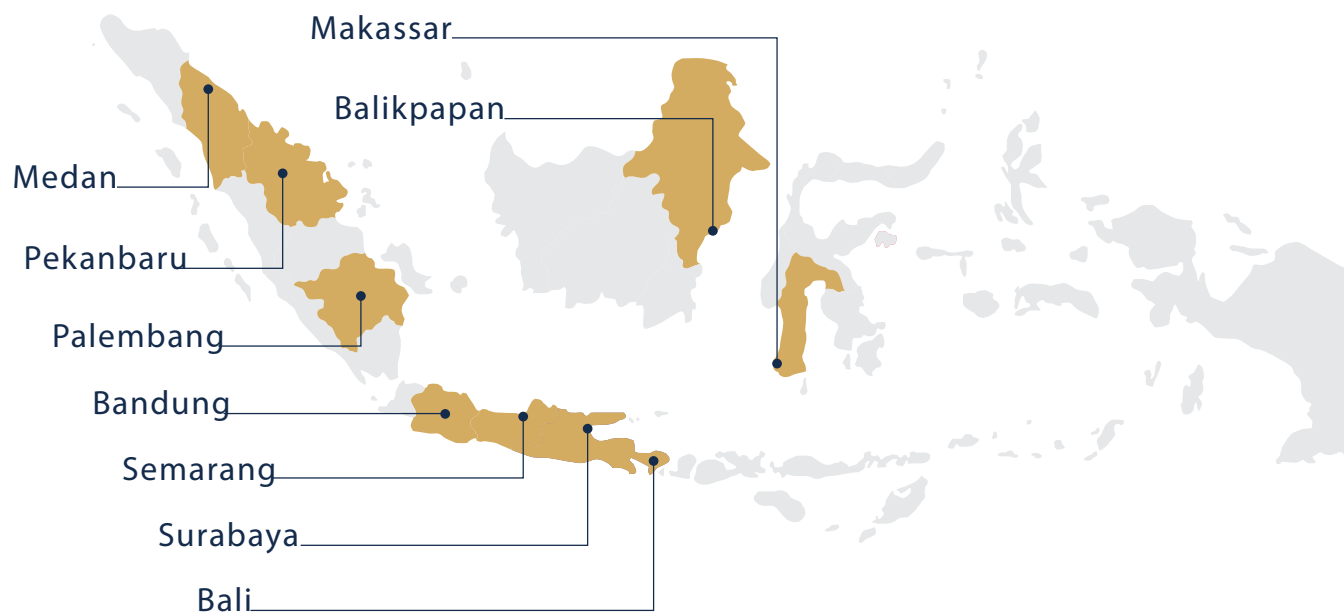 Makassar
Balikpapan
Medan
Pekanbaru
Palembang
Bandung
Semarang
Surabaya
Bali